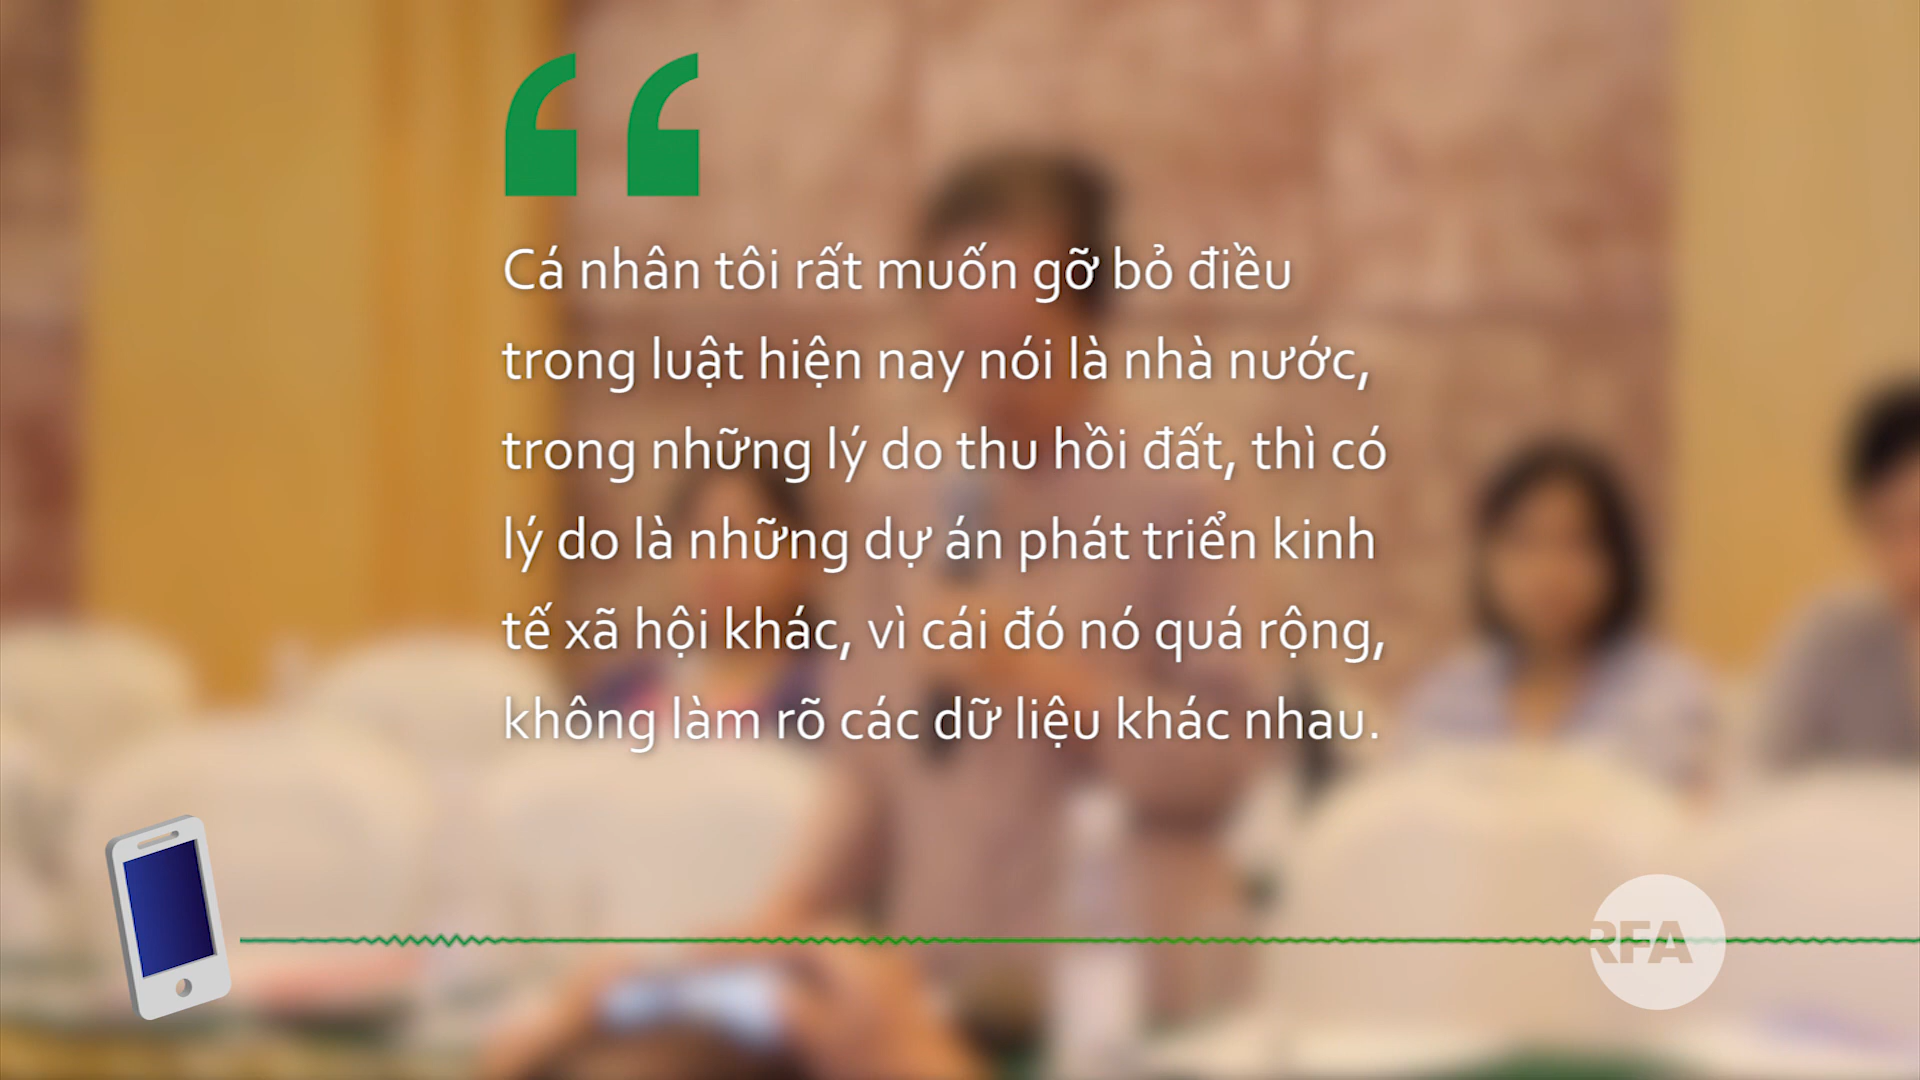 Cá nhân tôi rất muốn gỡ bỏ điều
trong luật hiện nay nói là nhà nước,
trong những lý do thu hồi đất, thì có
lý do là những dự án phát triển kinh
tế xã hội khác, vì cái đó nó quá rộng,
không làm rõ các dữ liệu khác nhau.
RFA